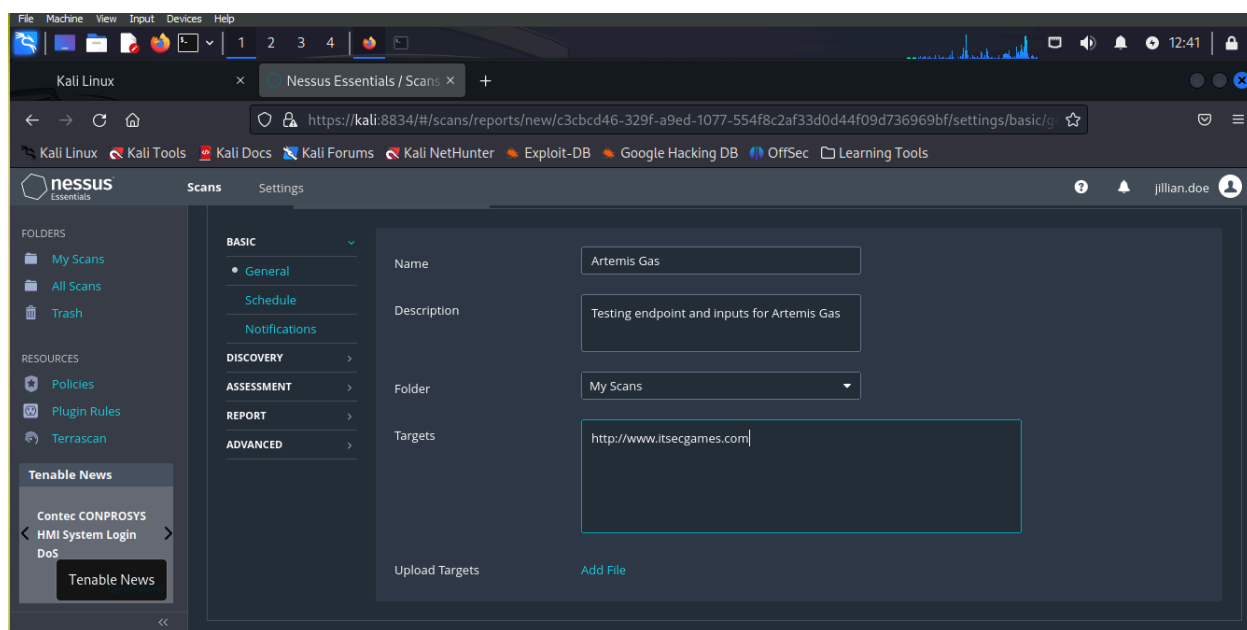 File Machine View Input Devices Help
1 2 3 4 12:41
Kali Linux × Nessus Essentials / Scans × +
https://kali:8834/#/scans/reports/new/c3cbcd46-329f-a9ed-1077-554f8c2af33d0d44f09d736969bf/settings/basic/g
Kali Linux Kali Tools Kali Docs Kali Forums Kali NetHunter Exploit-DB Google Hacking DB OffSec Learning Tools
nessus Essentials Scans Settings jillian.doe
FOLDERS
My Scans
All Scans
Trash
RESOURCES
Policies
Plugin Rules
Terrascan
Tenable News
Contec CONPROSYS
HMI System Login
DoS
Tenable News
BASIC
General
Schedule
Notifications
DISCOVERY
ASSESSMENT
REPORT
ADVANCED
Name Artemis Gas
Description Testing endpoint and inputs for Artemis Gas
Folder My Scans
Targets http://www.itsecgames.com
Upload Targets Add File